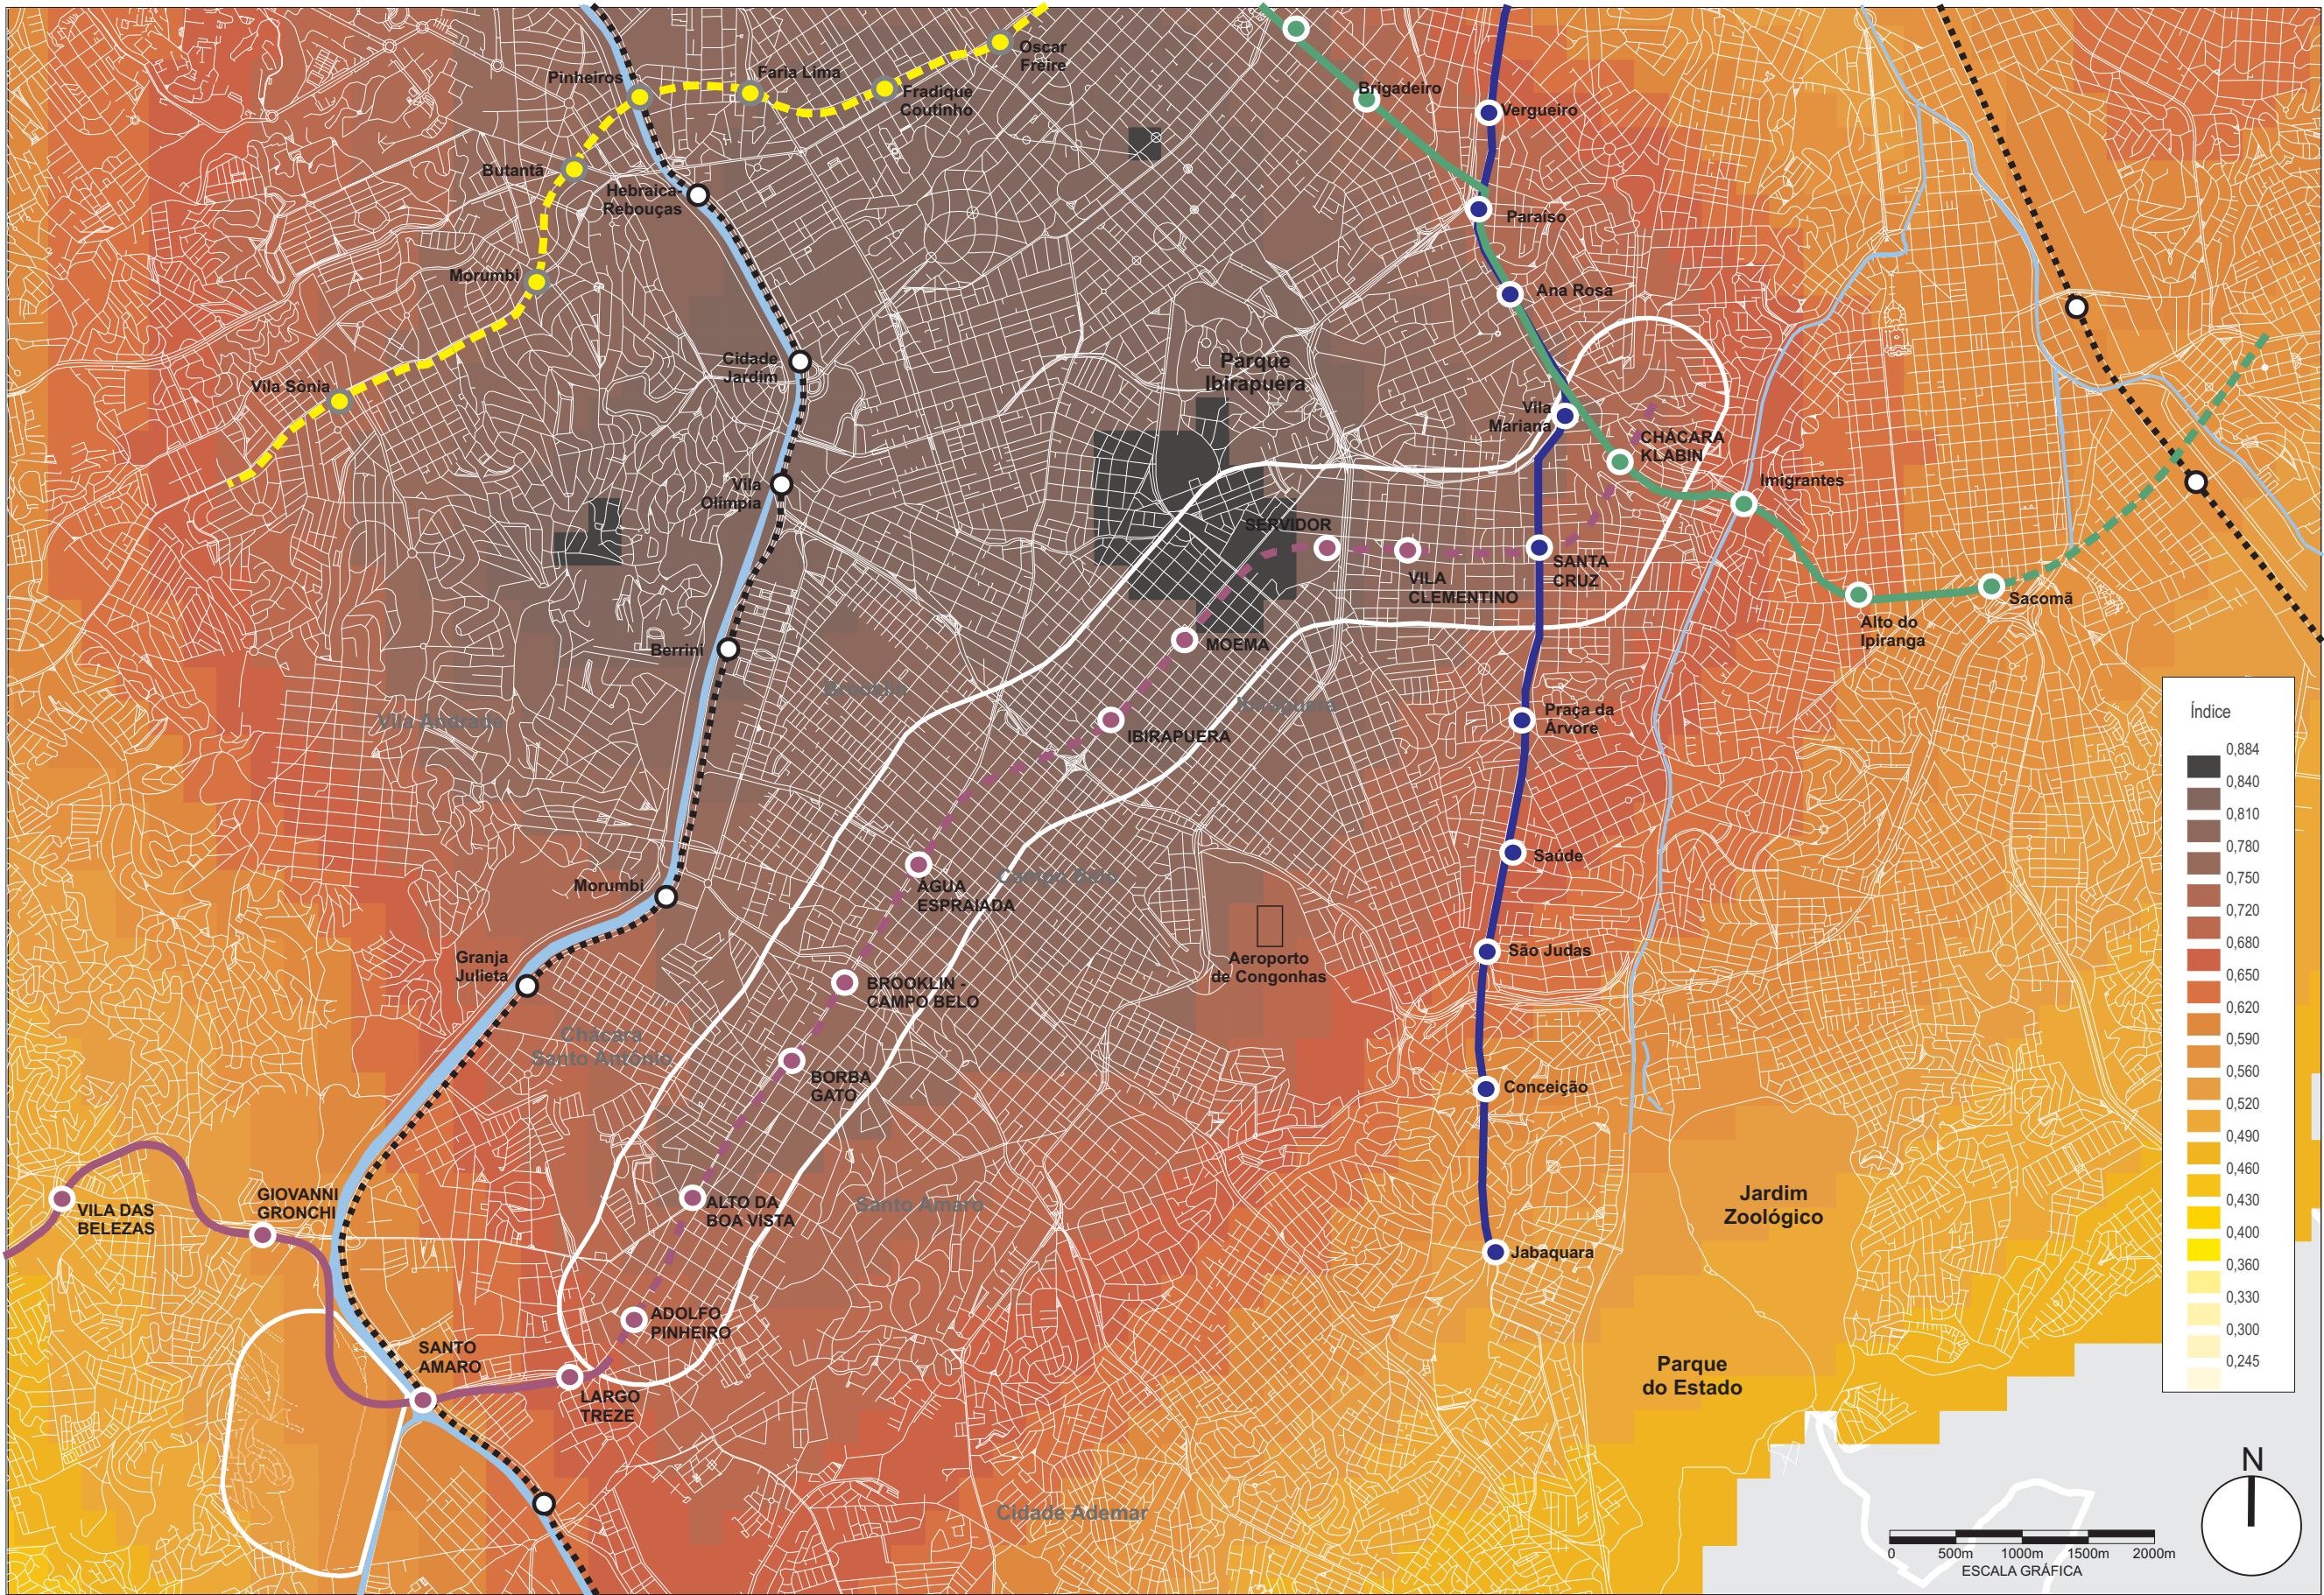 Oscar
Freire
Faria Lima
Pinheiros
Fradique
Coutinho
Brigadeiro
Vergueiro
Butantã
Hebraica-
Rebouças
Paraíso
Morumbi
Ana Rosa
Cidade
Jardim
Parque
Ibirapuera
Vila Sônia
Vila
Mariana
CHÁCARA
KLABIN
Imigrantes
Vila
Olímpia
SERVIDOR
VILA
CLEMENTINO
SANTA
CRUZ
Sacomã
Alto do
Ipiranga
MOEMA
Berrini
Brooklin
Ibirapuara
Vila Andrade
IBIRAPUERA
Praça da
Árvore
Saúde
Campo Belo
ÁGUA
ESPRAIADA
Morumbi
Granja
Julieta
São Judas
Aeroporto
de Congonhas
BROOKLIN -
CAMPO BELO
Chácara
Santo Antônio
BORBA
GATO
Conceição
GIOVANNI
GRONCHI
VILA DAS
BELEZAS
ALTO DA
BOA VISTA
Santo Amaro
Jardim
Zoológico
Jabaquara
ADOLFO
PINHEIRO
SANTO
AMARO
LARGO
TREZE
Parque
do Estado
Cidade Ademar
Índice
0,884
0,840
0,810
0,780
0,750
0,720
0,680
0,650
0,620
0,590
0,560
0,520
0,490
0,460
0,430
0,400
0,360
0,330
0,300
0,245
N
0 500m 1000m 1500m 2000m
ESCALA GRÁFICA